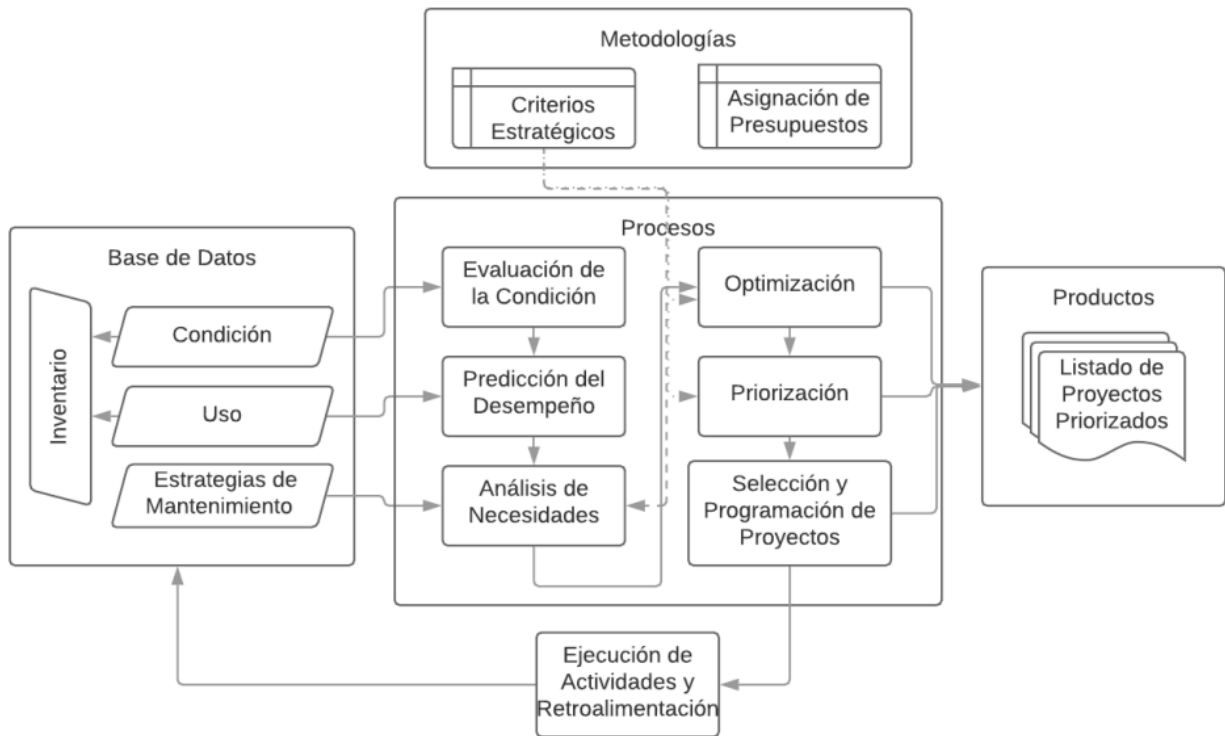 Metodologías
Criterios
Estratégicos
Asignación de
Presupuestos
Base de Datos
Inventario
Condición
Uso
Estrategias de
Mantenimiento
Procesos
Evaluación de
la Condición
Predicción del
Desempeño
Análisis de
Necesidades
Optimización
Priorización
Selección y
Programación de
Proyectos
Productos
Listado de
Proyectos
Priorizados
Ejecución de
Actividades y
Retroalimentación